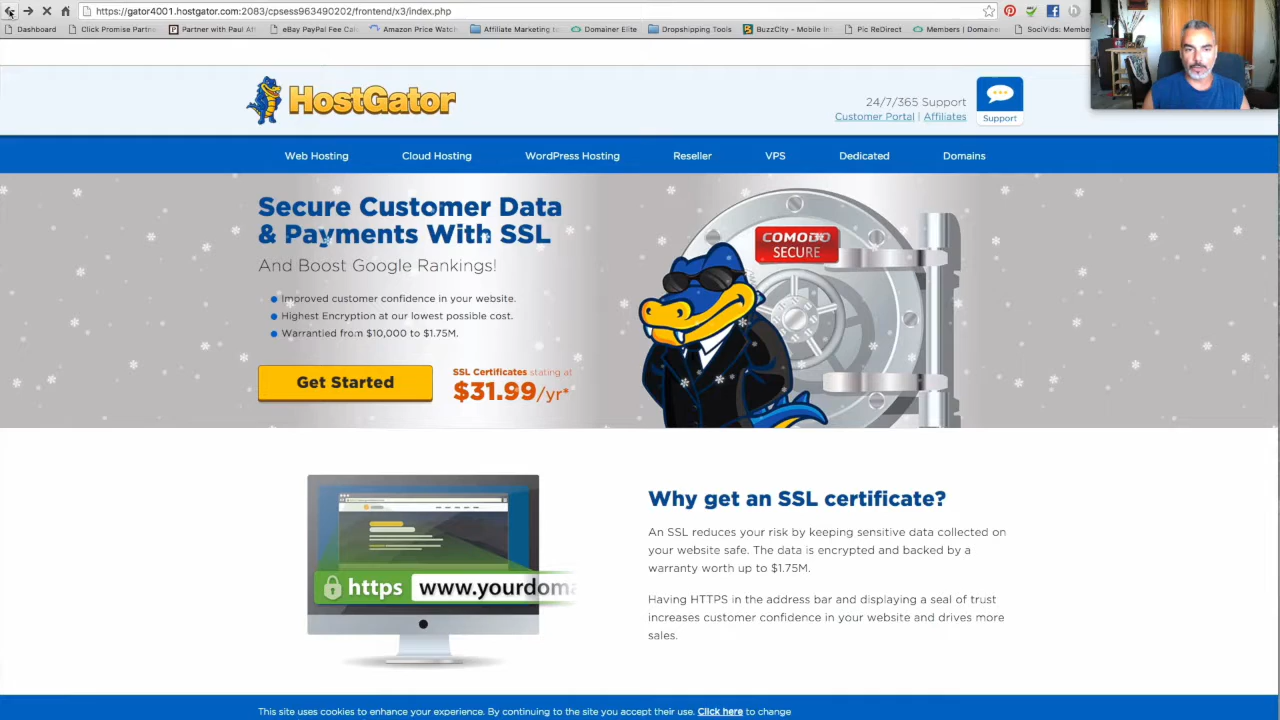 https://gator4001.hostgator.com:2083/cpsess963490202/frontend/x3/index.php
Dashboard
Click Promise Partne
Partner with Paul Af
eBay PayPal Fee Cal
Amazon Price Watch
Affiliate Marketing to
Domainer Elite
Dropshipping Tools
BuzzCity - Mobile Int
Pic ReDirect
Members | Domaine
SociVids: Membe
HostGator
24/7/365 Support
Customer Portal | Affiliates
Support
Web Hosting
Cloud Hosting
WordPress Hosting
Reseller
VPS
Dedicated
Domains
Secure Customer Data
& Payments With SSL
And Boost Google Rankings!
Improved customer confidence in your website.
Highest Encryption at our lowest possible cost.
Warrantied from $10,000 to $1.75M.
Get Started
SSL Certificates stating at
$31.99/yr*
COMODO
SECURE
https www.yourdoma
Why get an SSL certificate?
An SSL reduces your risk by keeping sensitive data collected on
your website safe. The data is encrypted and backed by a
warranty worth up to $1.75M.
Having HTTPS in the address bar and displaying a seal of trust
increases customer confidence in your website and drives more
sales.
This site uses cookies to enhance your experience. By continuing to the site you accept their use. Click here to change